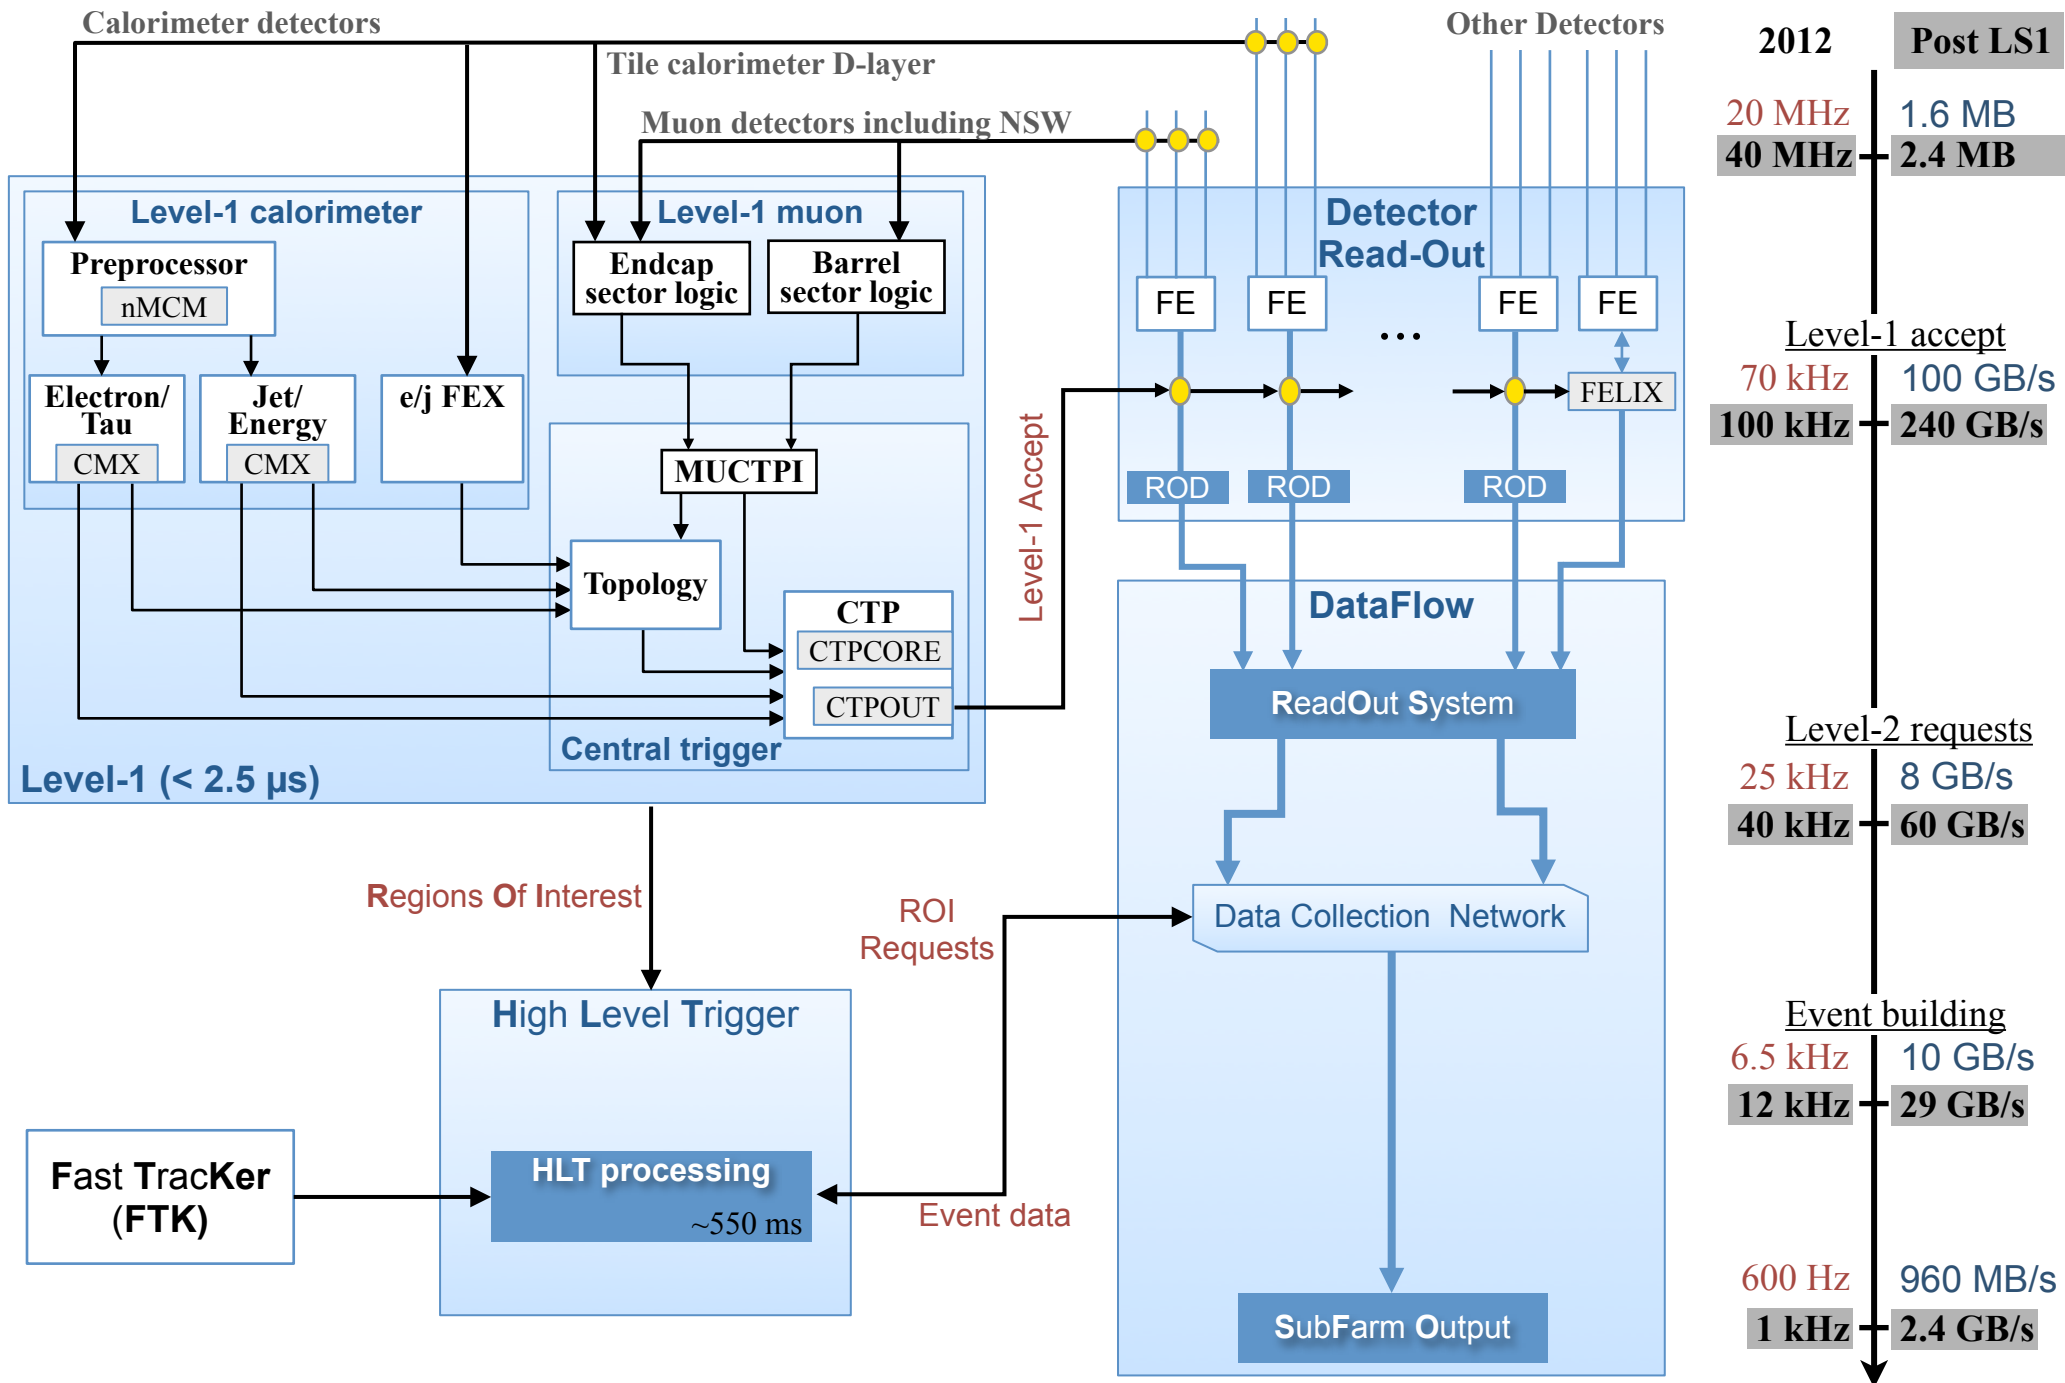 Calorimeter detectors
Tile calorimeter D-layer
Muon detectors including NSW
Other Detectors
2012
Post LS1
20 MHz
1.6 MB
40 MHz
2.4 MB
Level-1 calorimeter
Preprocessor
nMCM
Electron/
Tau
CMX
Jet/
Energy
CMX
e/j FEX
Level-1 muon
Endcap
sector logic
Barrel
sector logic
MUCTPI
Topology
CTP
CTPCORE
CTPOUT
Central trigger
Level-1 (< 2.5 µs)
Level-1 Accept
Detector
Read-Out
FE
FE
FE
FE
...
FELIX
ROD
ROD
ROD
Level-1 accept
70 kHz
100 GB/s
100 kHz
240 GB/s
DataFlow
ReadOut System
Level-2 requests
25 kHz
8 GB/s
40 kHz
60 GB/s
Regions Of Interest
ROI
Requests
Data Collection Network
High Level Trigger
Event building
6.5 kHz
10 GB/s
12 kHz
29 GB/s
Fast TracKer
(FTK)
HLT processing
~550 ms
Event data
600 Hz
960 MB/s
SubFarm Output
1 kHz
2.4 GB/s